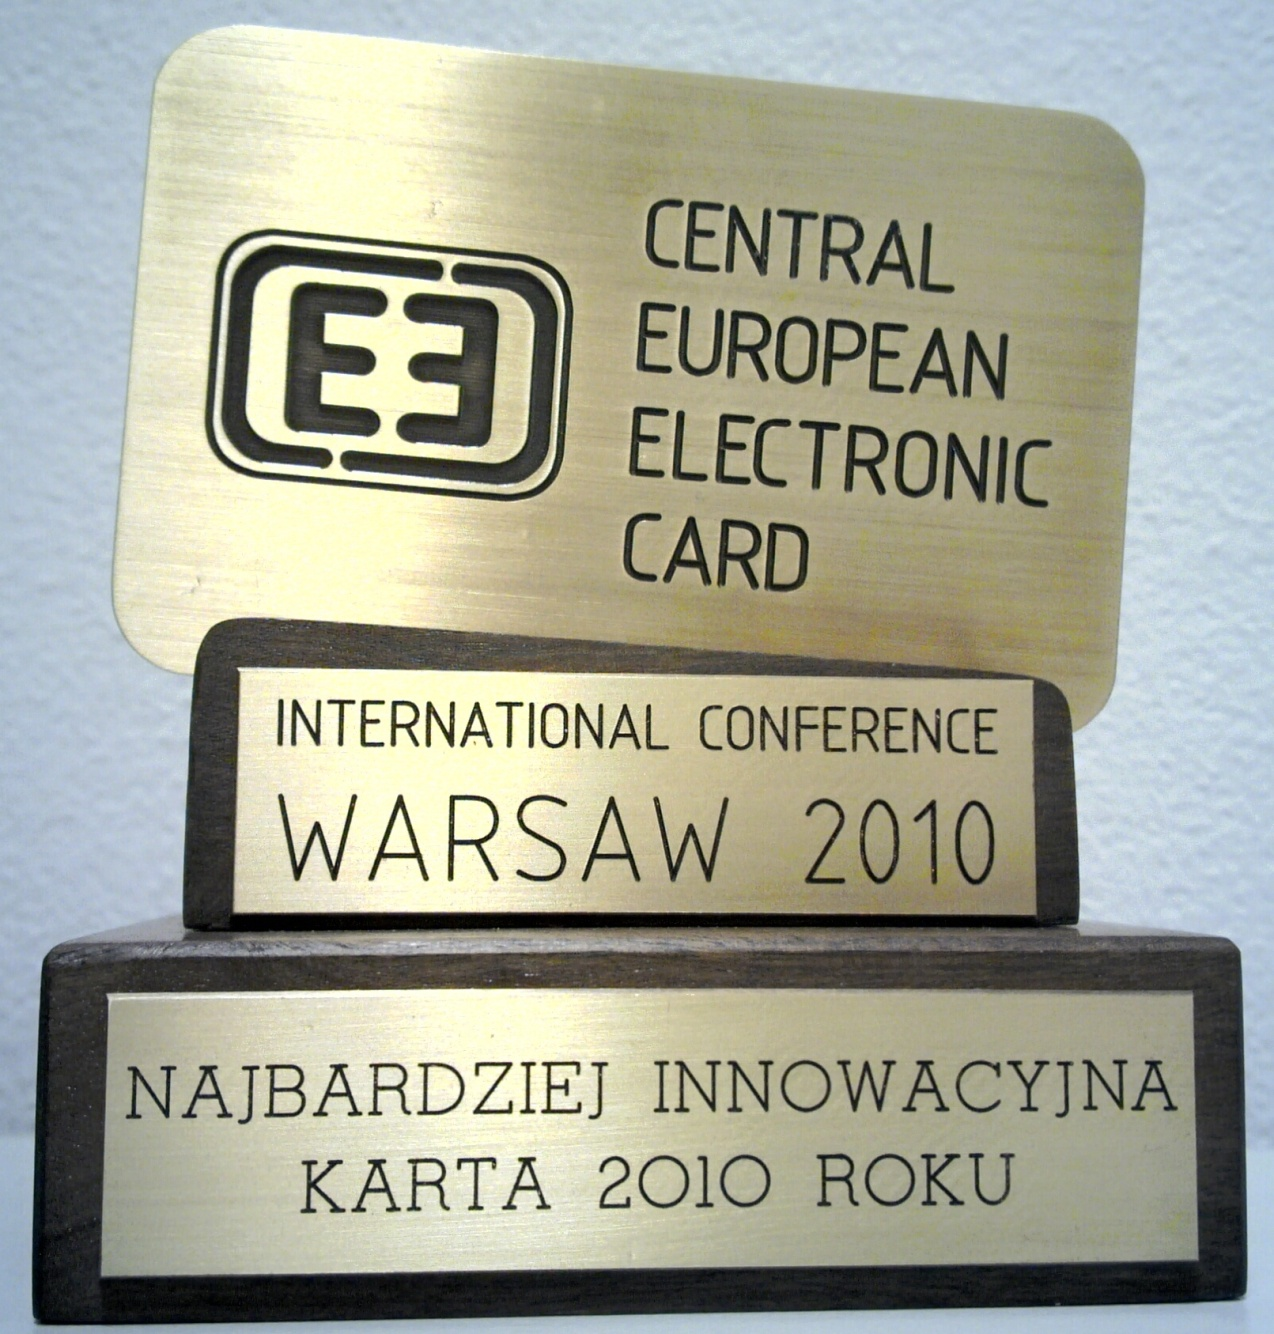 CENTRAL
EUROPEAN
ELECTRONIC
CARD
INTERNATIONAL CONFERENCE
WARSAW 2010
NAJBARDZIEJ INNOWACYJNA
KARTA 2010 ROKU